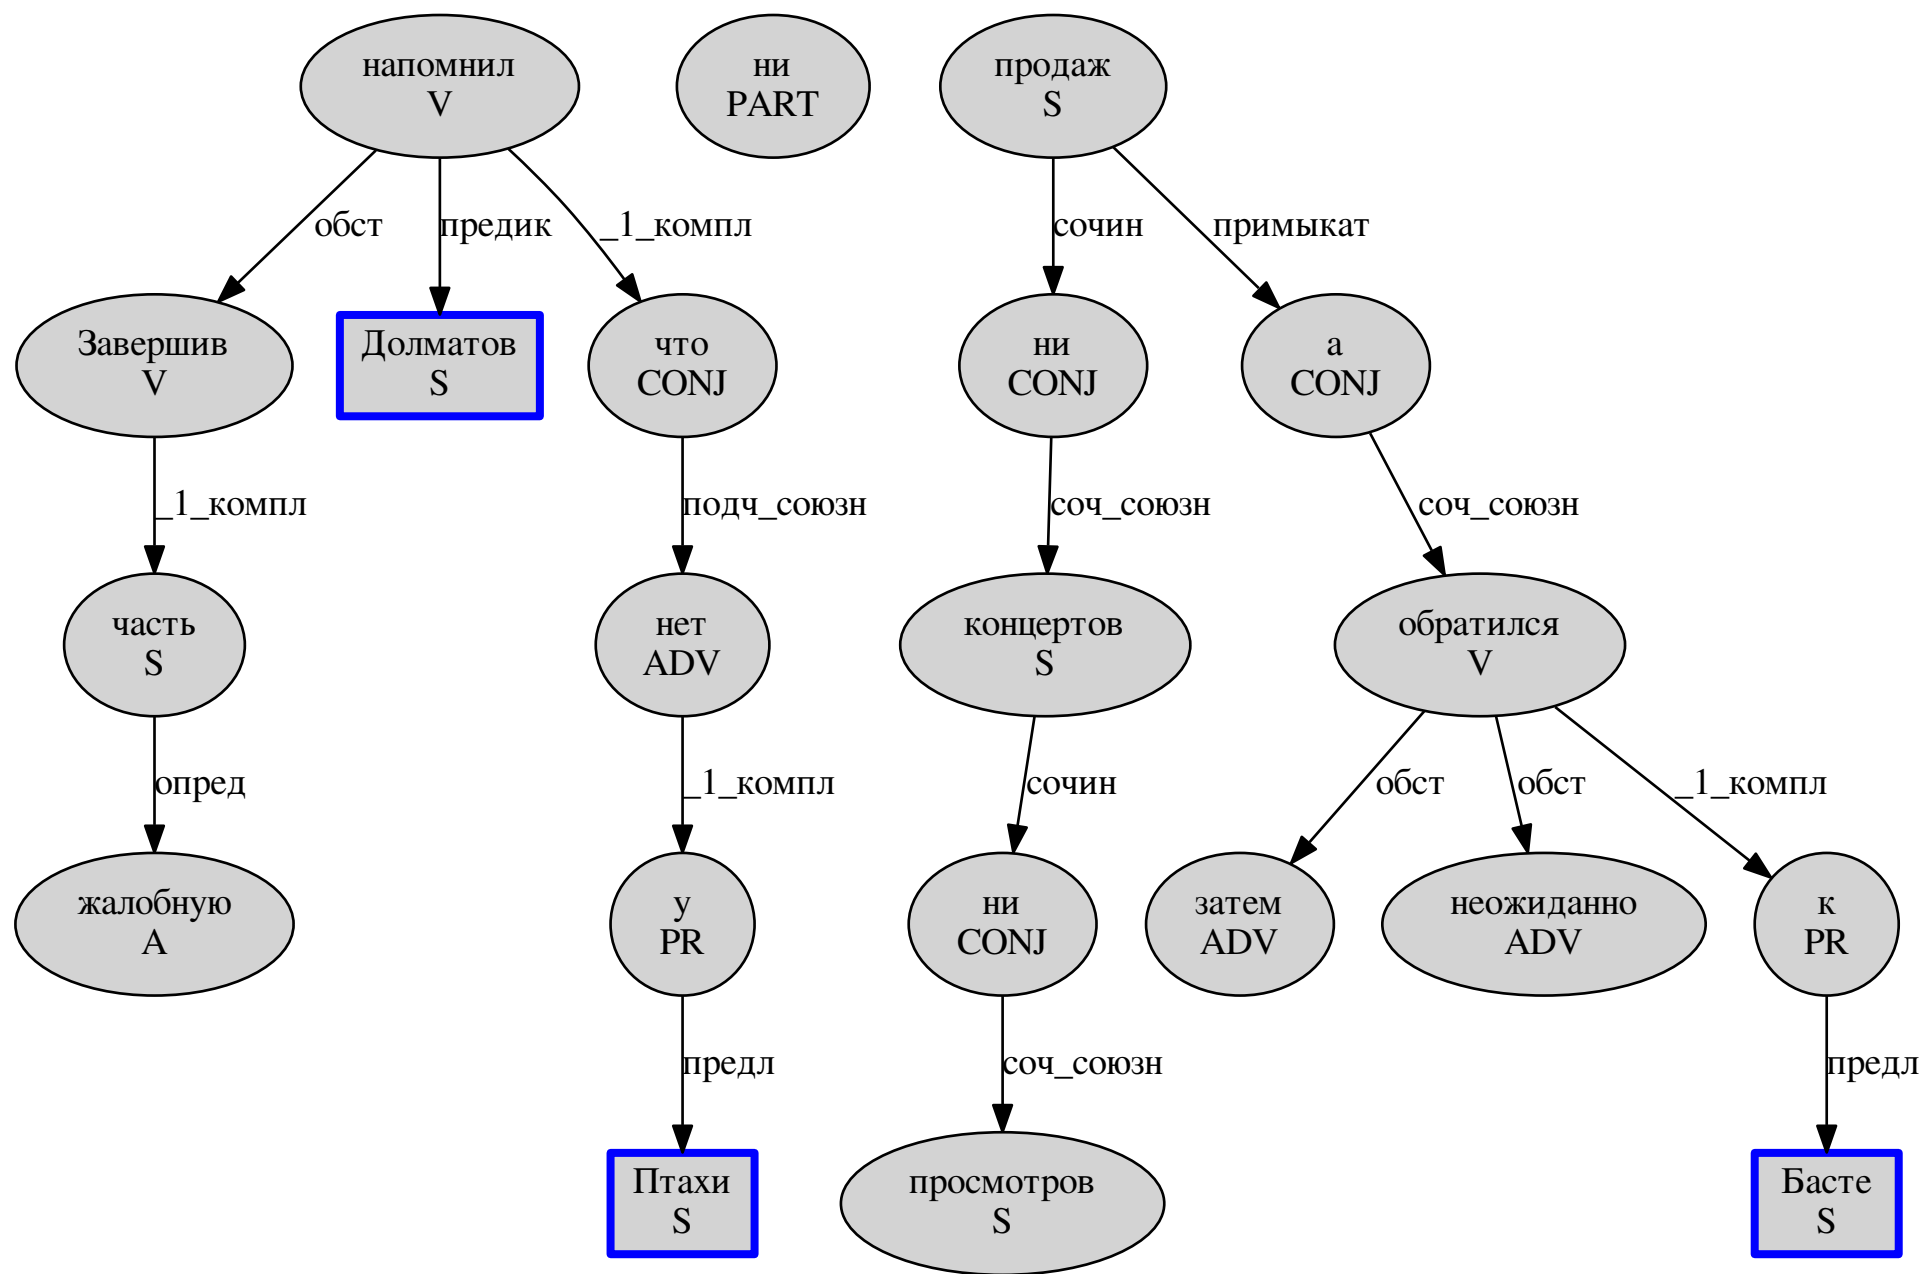 напомнил
V
ни
PART
продаж
S
обст
предик
_1_компл
сочин
примыкат
Завершив
V
Долматов
S
что
CONJ
ни
CONJ
а
CONJ
_1_компл
подч_союзн
соч_союзн
соч_союзн
часть
S
нет
ADV
концертов
S
обратился
V
опред
_1_компл
сочин
обст
обст
_1_компл
жалобную
A
у
PR
ни
CONJ
затем
ADV
неожиданно
ADV
к
PR
предл
соч_союзн
предл
Птахи
S
просмотров
S
Басте
S